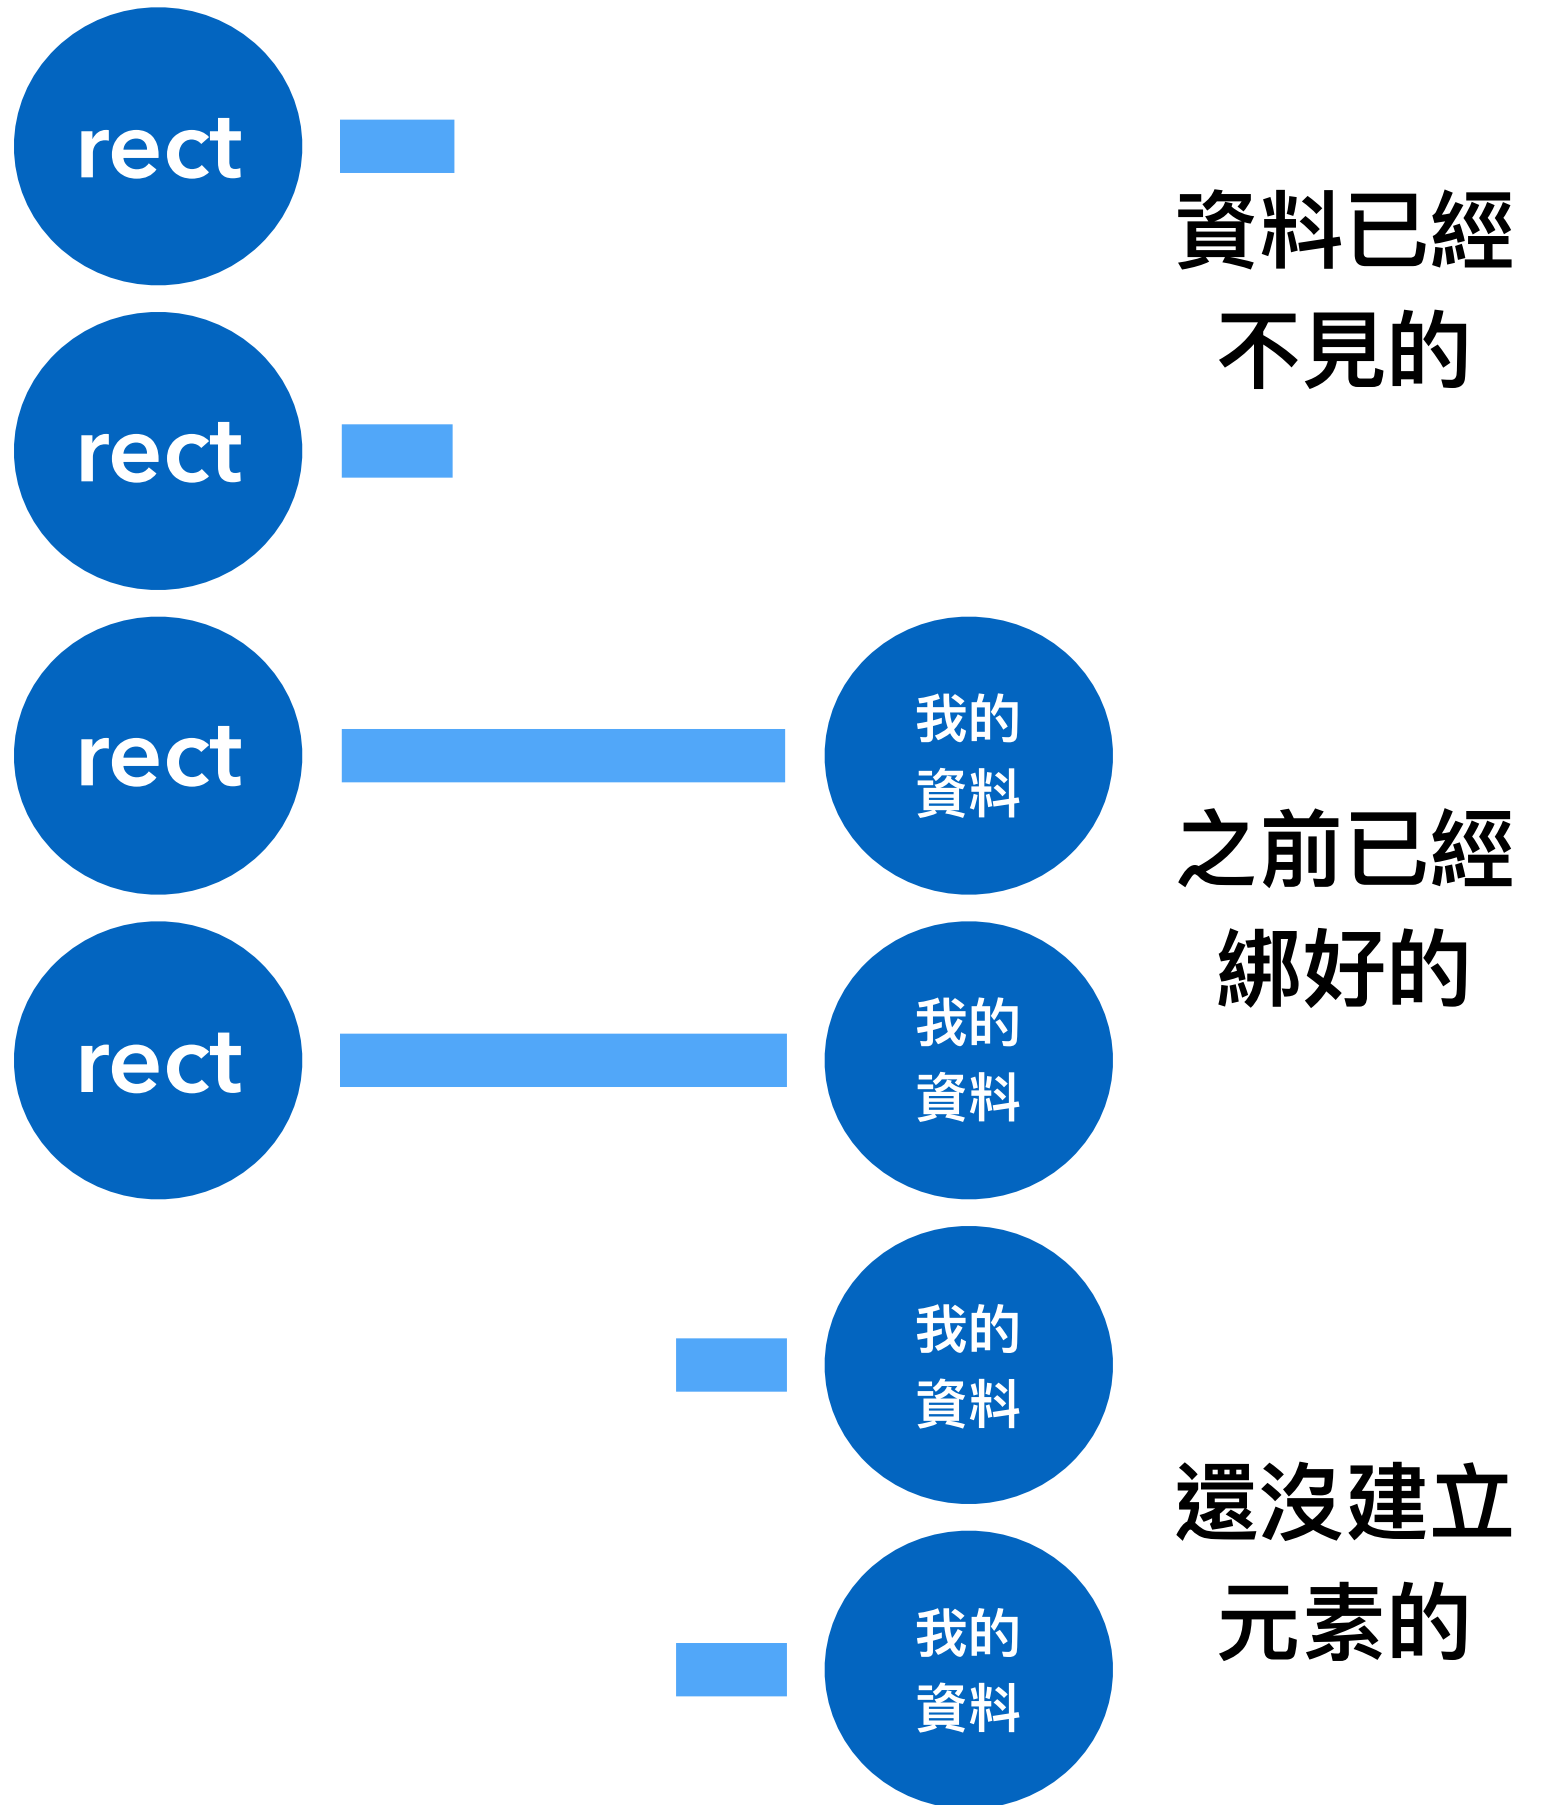 rect
資料已經
不見的
rect
rect
我的
資料
之前已經
綁好的
rect
我的
資料
我的
資料
還沒建立
元素的
我的
資料